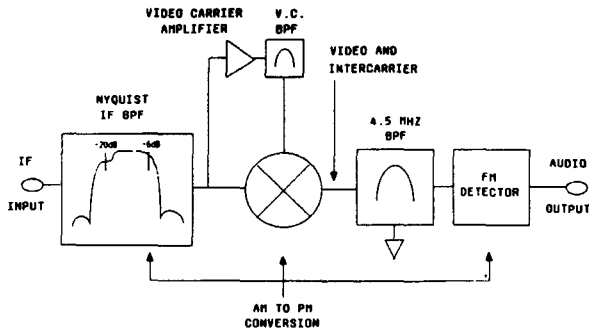 VIDEO CARRIER
AMPLIFIER
V.C.
BPF
VIDEO AND
INTERCARRIER
NYQUIST
IF BPF
-20dB
-6dB
4.5 MHZ
BPF
IF
INPUT
FM
DETECTOR
AUDIO
OUTPUT
AM TO PM
CONVERSION